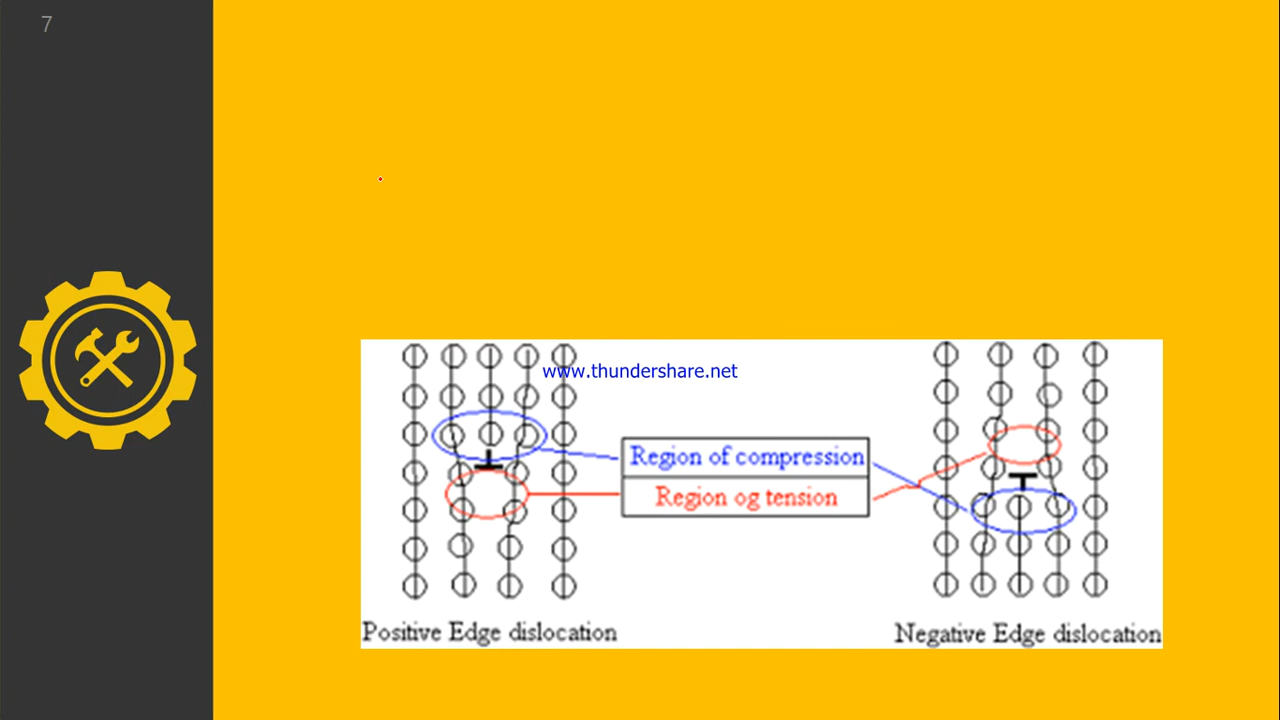 7
www.thundershare.net
Region of compression
Region og tension
Positive Edge dislocation
Negative Edge dislocation